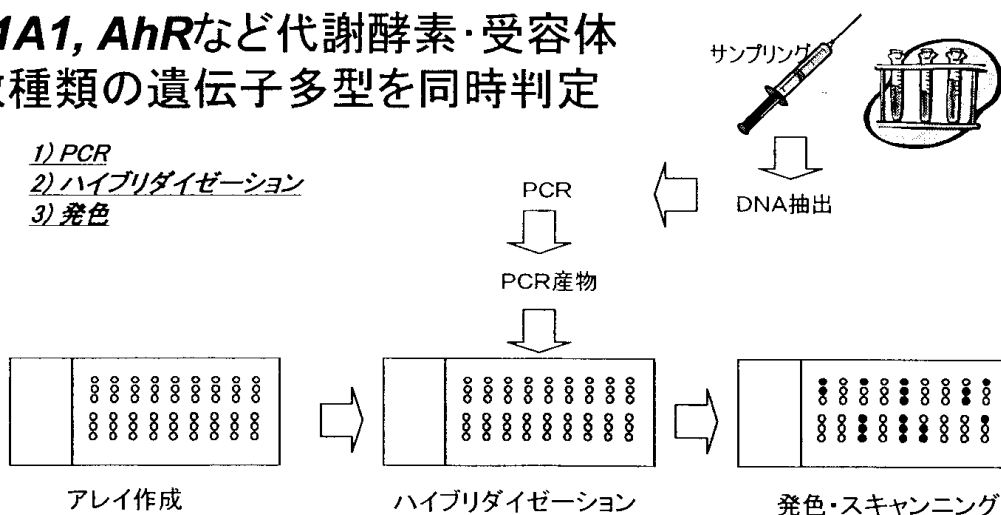 1A1, AhRなど代謝酵素・受容体
種類の遺伝子多型を同時判定
1) PCR
2) ハイブリダイゼーション
3) 発色
サンプリング
DNA抽出
PCR
PCR産物
アレイ作成
ハイブリダイゼーション
発色・スキャンニング